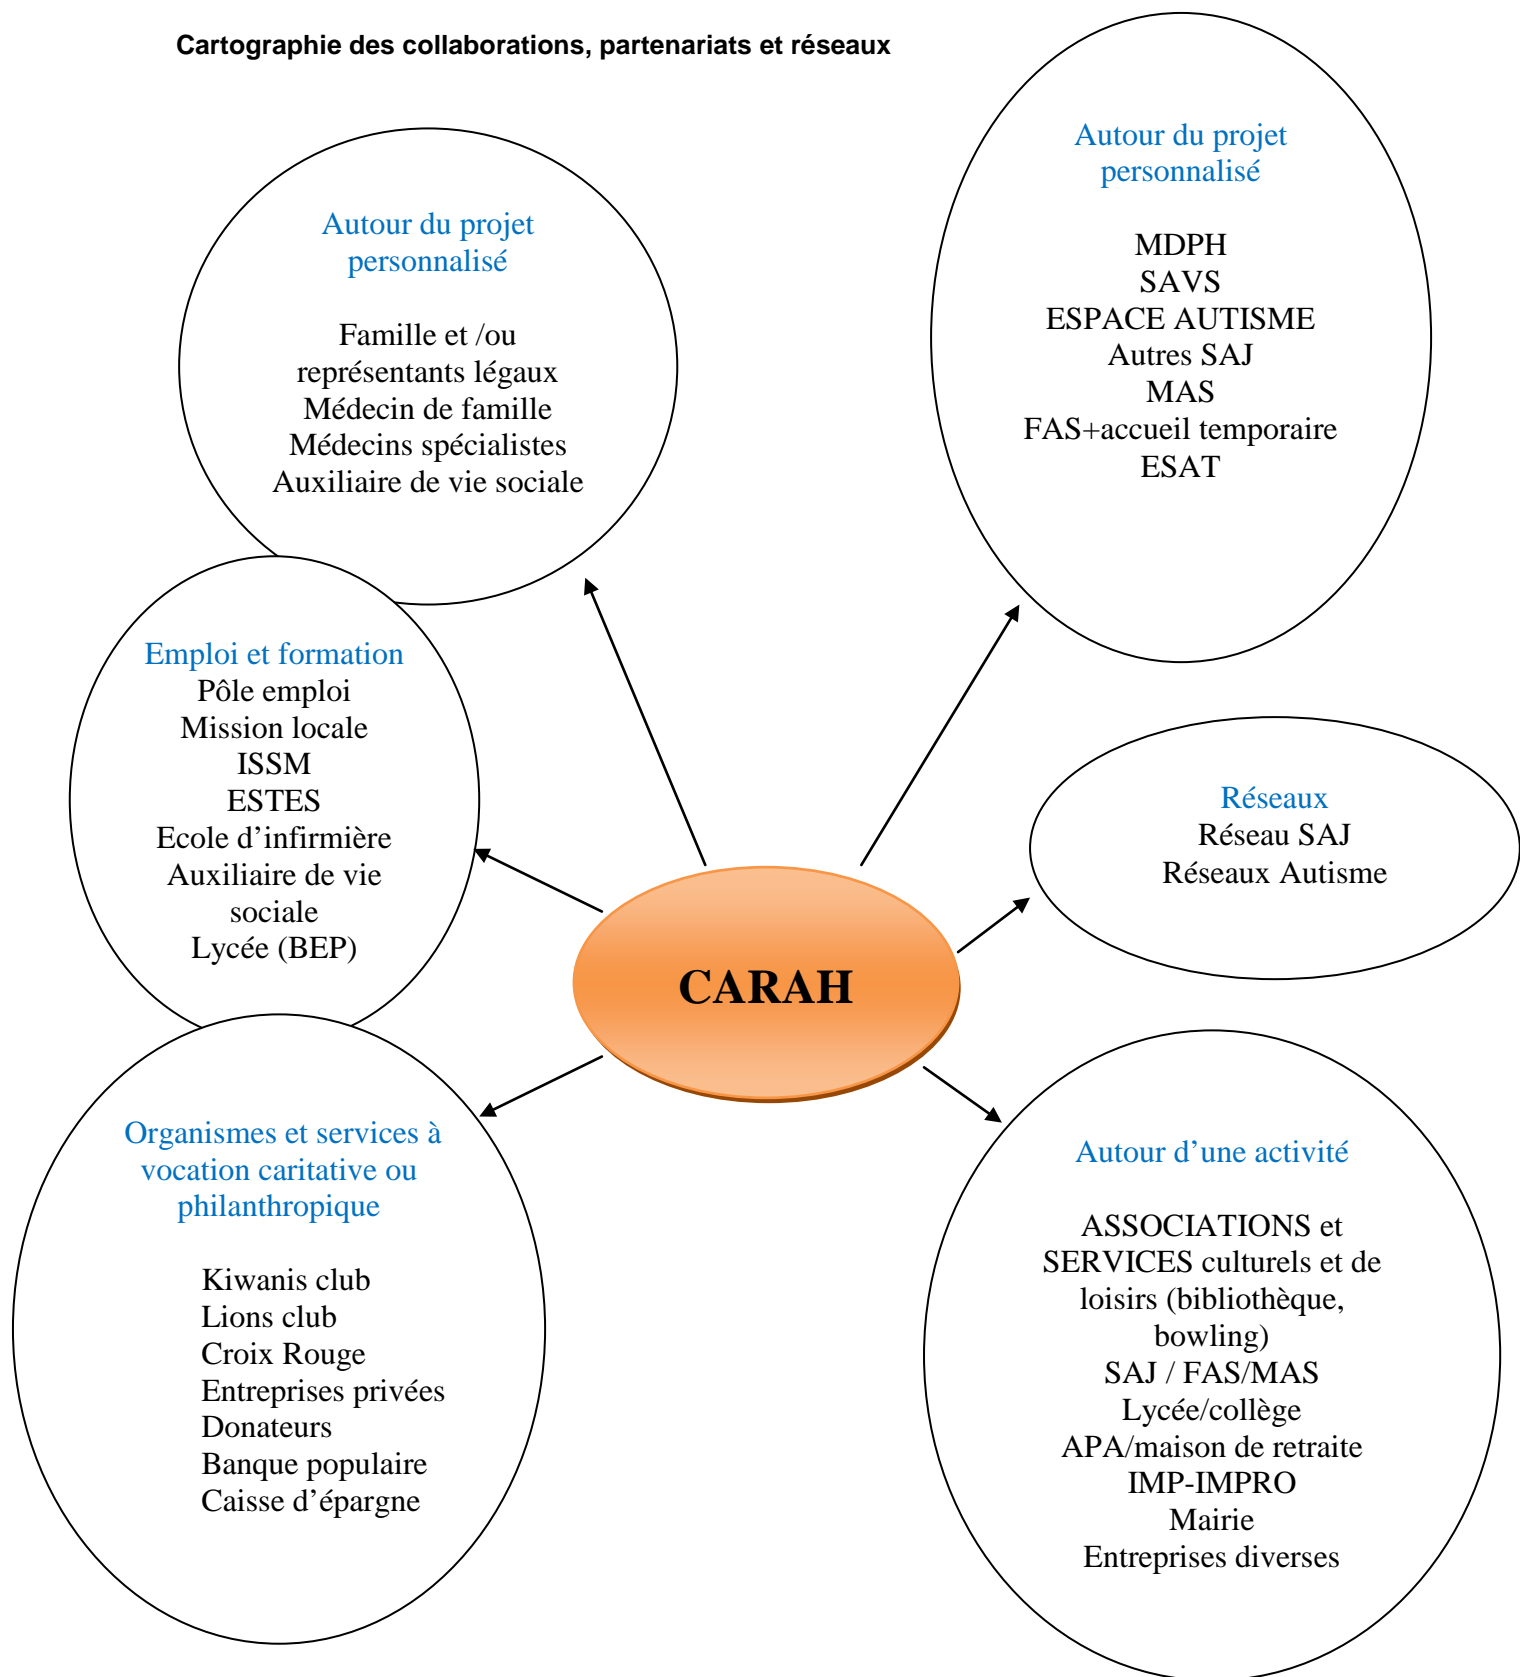 Cartographie des collaborations, partenariats et réseaux
Autour du projet
personnalisé
Famille et /ou
représentants légaux
Médecin de famille
Médecins spécialistes
Auxiliaire de vie sociale
Autour du projet
personnalisé
MDPH
SAVS
ESPACE AUTISME
Autres SAJ
MAS
FAS+accueil temporaire
ESAT
Emploi et formation
Pôle emploi
Mission locale
ISSM
ESTES
Ecole d’infirmière
Auxiliaire de vie
sociale
Lycée (BEP)
Réseaux
Réseau SAJ
Réseaux Autisme
CARAH
Organismes et services à
vocation caritative ou
philanthropique
Kiwanis club
Lions club
Croix Rouge
Entreprises privées
Donateurs
Banque populaire
Caisse d’épargne
Autour d’une activité
ASSOCIATIONS et
SERVICES culturels et de
loisirs (bibliothèque,
bowling)
SAJ / FAS/MAS
Lycée/collège
APA/maison de retraite
IMP-IMPRO
Mairie
Entreprises diverses